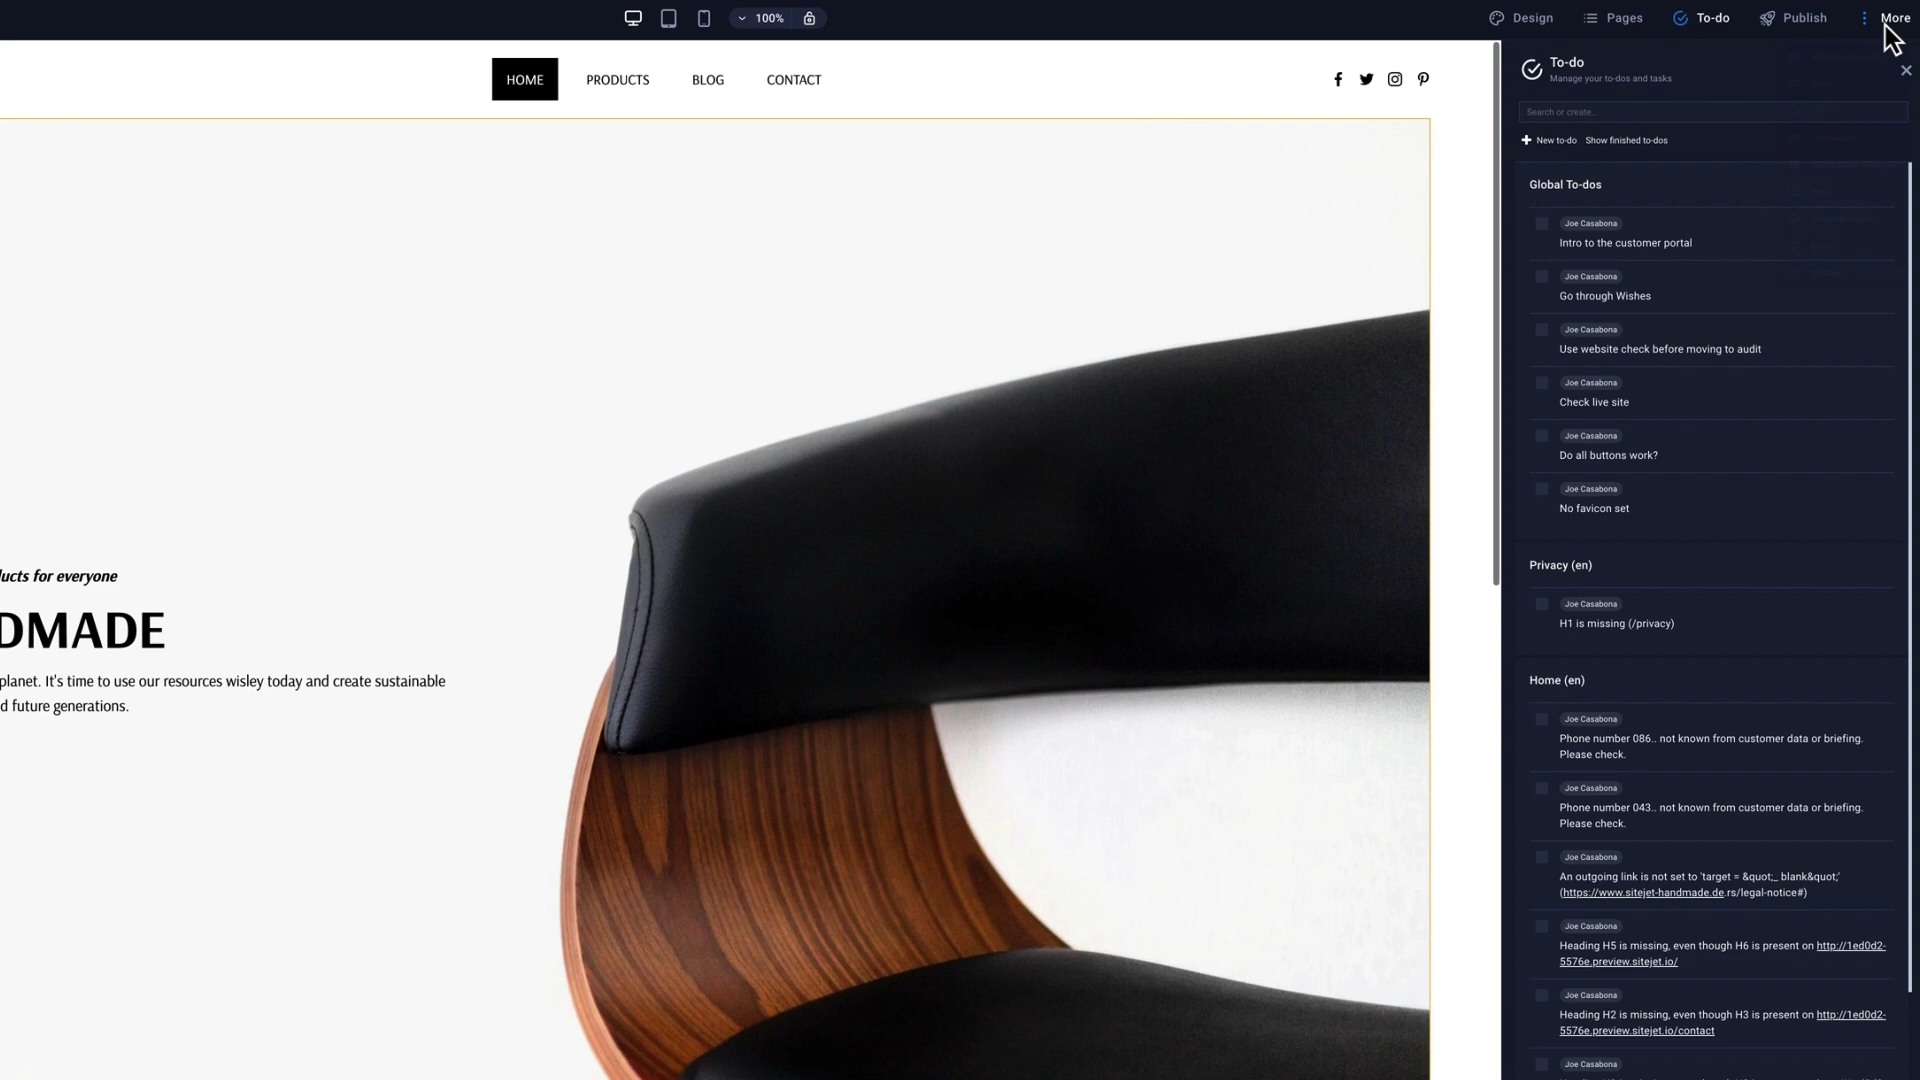 100%
Design
Pages
To-do
Publish
More
HOME
PRODUCTS
BLOG
CONTACT
ucts for everyone
DMADE
planet. It's time to use our resources wisley today and create sustainable
d future generations.
To-do
Manage your to-dos and tasks
Search or create...
New to-do
Show finished to-dos
Global To-dos
Joe Casabona
Intro to the customer portal
Joe Casabona
Go through Wishes
Joe Casabona
Use website check before moving to audit
Joe Casabona
Check live site
Joe Casabona
Do all buttons work?
Joe Casabona
No favicon set
Privacy (en)
Joe Casabona
H1 is missing (/privacy)
Home (en)
Joe Casabona
Phone number 086.. not known from customer data or briefing.
Please check.
Joe Casabona
Phone number 043.. not known from customer data or briefing.
Please check.
Joe Casabona
An outgoing link is not set to 'target = &quot;_ blank&quot;'
(https://www.sitejet-handmade.de.rs/legal-notice#)
Joe Casabona
Heading H5 is missing, even though H6 is present on http://1ed0d2-
5576e.preview.sitejet.io/
Joe Casabona
Heading H2 is missing, even though H3 is present on http://1ed0d2-
5576e.preview.sitejet.io/contact
Joe Casabona